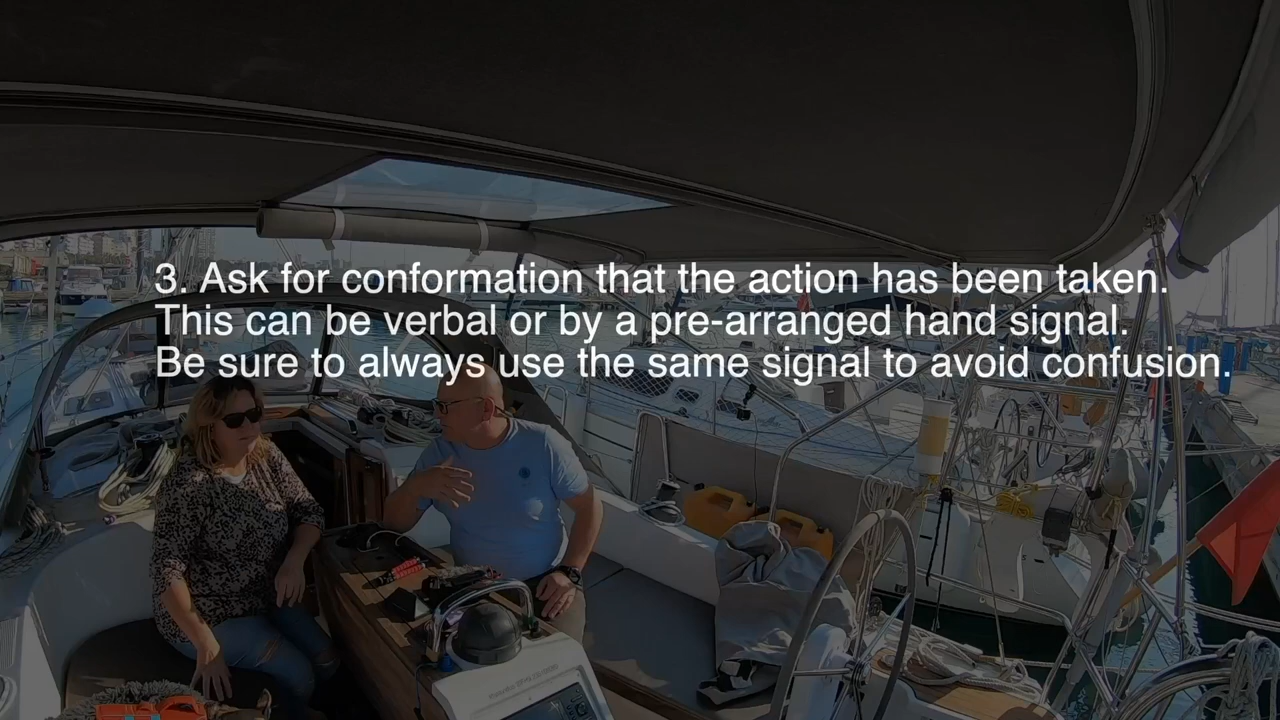 3. Ask for conformation that the action has been taken.
This can be verbal or by a pre-arranged hand signal.
Be sure to always use the same signal to avoid confusion.